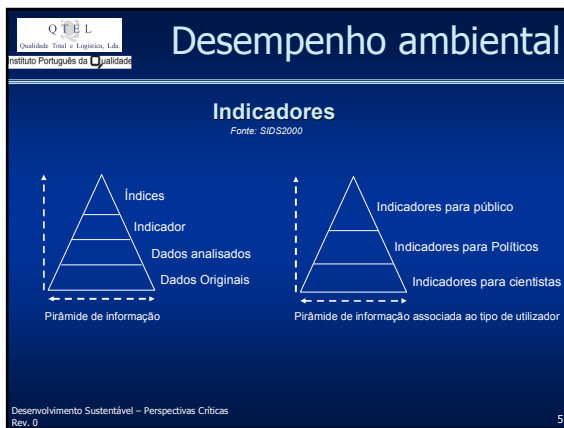 QTEL
Qualidade Total e Logística, Lda.
nstituto Português da Qualidade
Desempenho ambiental
Indicadores
Fonte: SIDS2000
Índices
Indicador
Dados analisados
Dados Originais
Pirâmide de informação
Indicadores para público
Indicadores para Políticos
Indicadores para cientistas
Pirâmide de informação associada ao tipo de utilizador
Desenvolvimento Sustentável – Perspectivas Críticas
Rev. 0
5